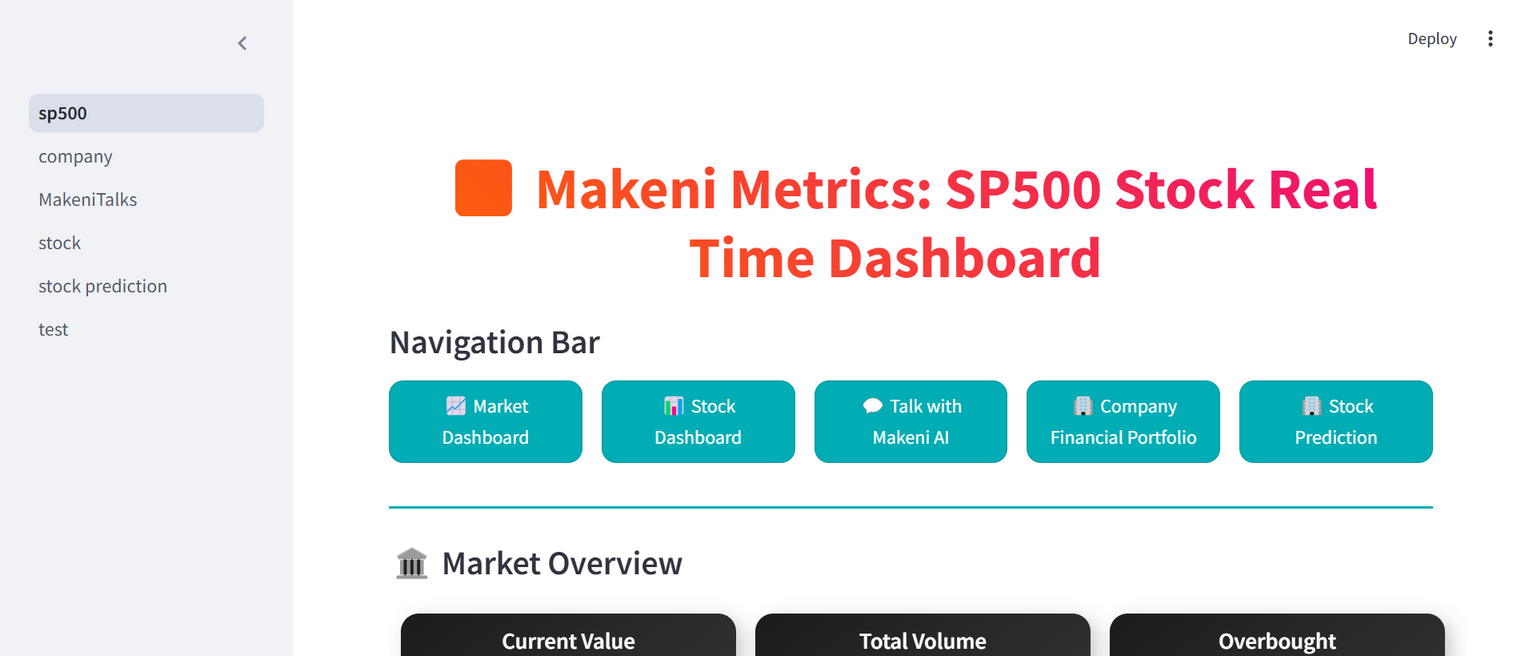 Deploy
sp500
company
MakeniTalks
stock
stock prediction
test
Makeni Metrics: SP500 Stock Real
Time Dashboard
Navigation Bar
📈 Market
Dashboard
📊 Stock
Dashboard
💬 Talk with
Makeni AI
🏢 Company
Financial Portfolio
🏢 Stock
Prediction
🏛️ Market Overview
Current Value
Total Volume
Overbought